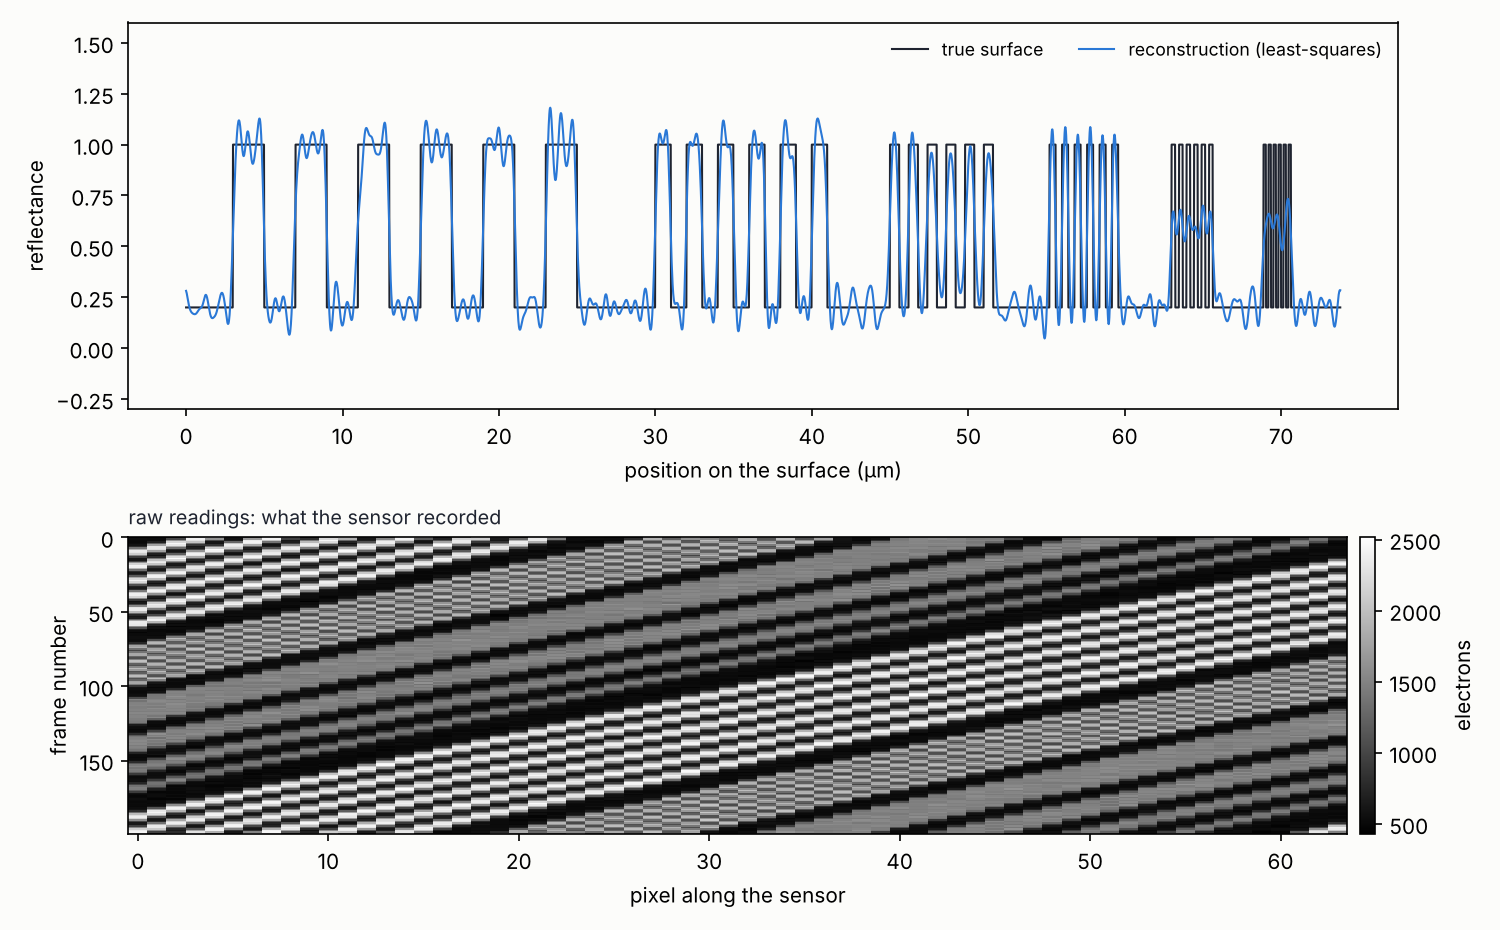 1.50
1.25
1.00
0.75
0.50
0.25
0.00
−0.25
reflectance
true surface
reconstruction (least-squares)
0 10 20 30 40 50 60 70
position on the surface (µm)
raw readings: what the sensor recorded
0
50
100
150
frame number
0 10 20 30 40 50 60
pixel along the sensor
2500
2000
1500
1000
500
electrons